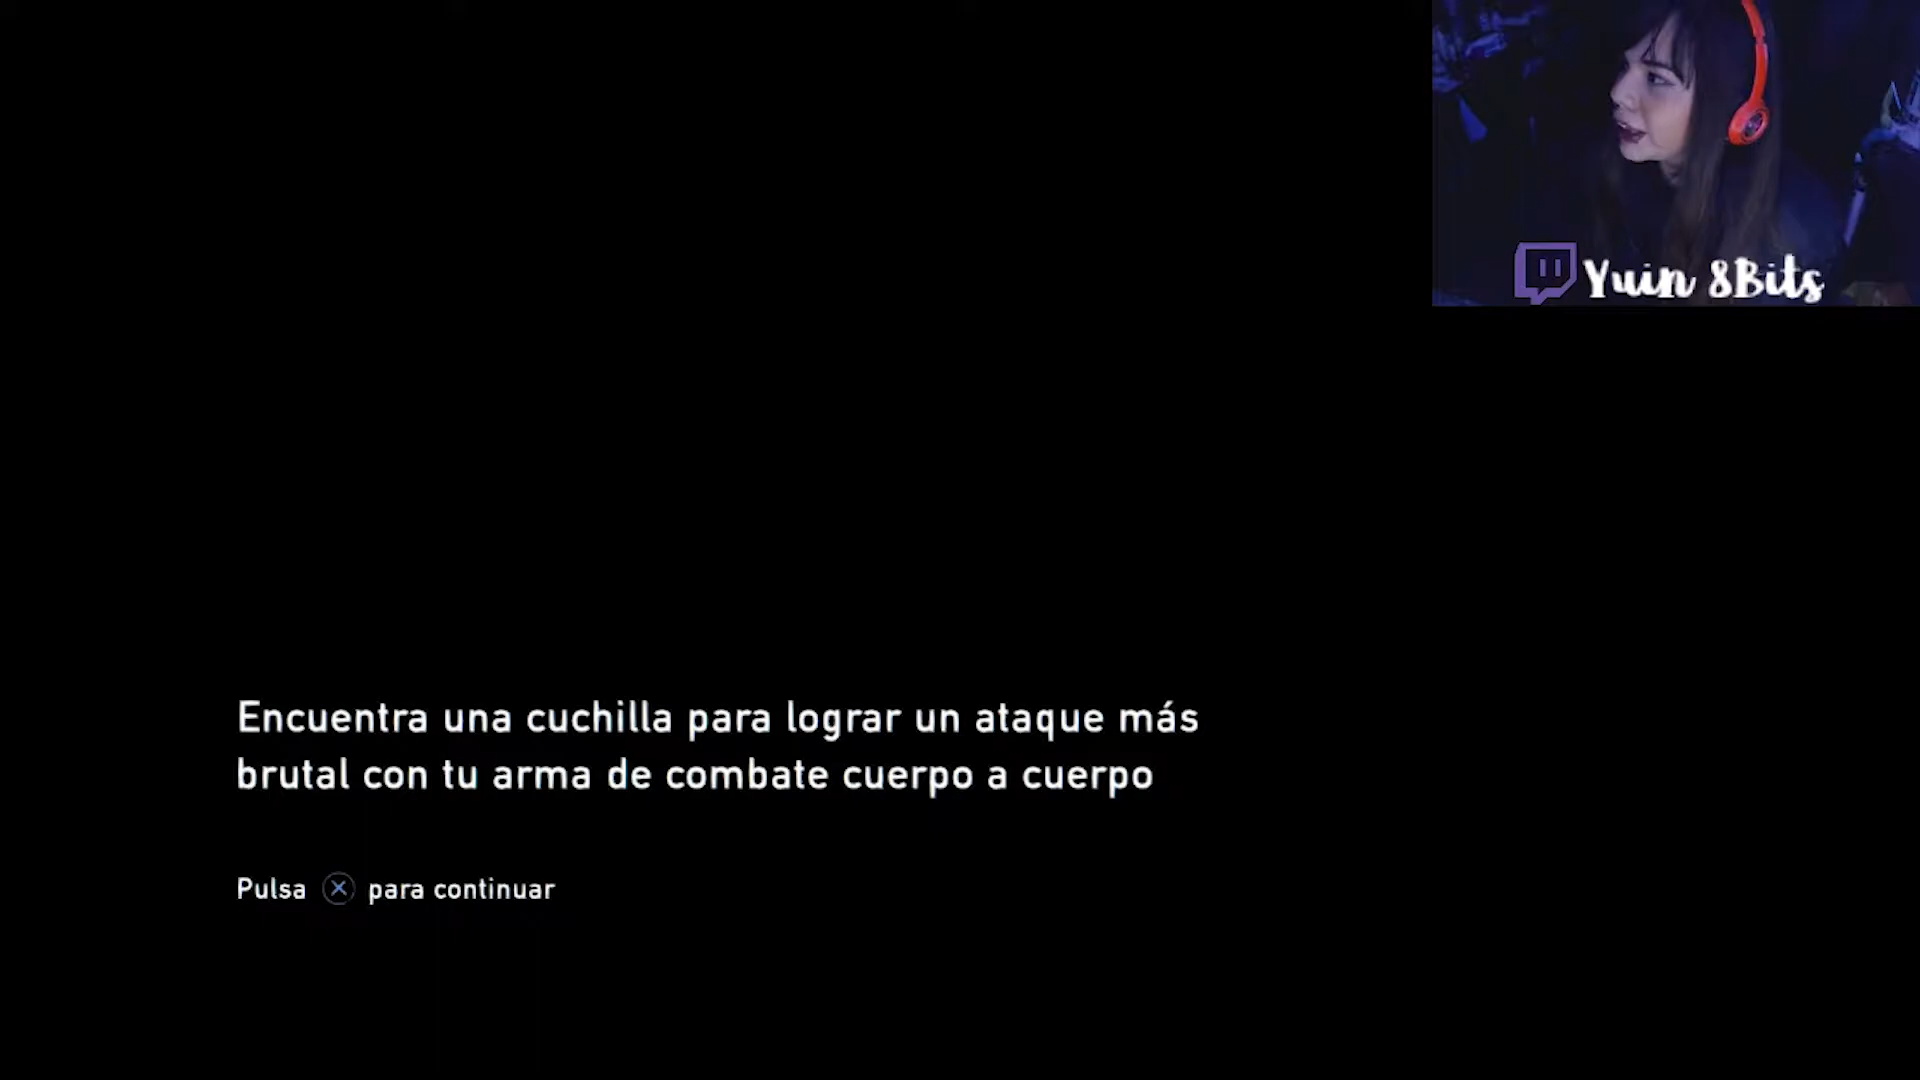 Yuin 8Bits
Encuentra una cuchilla para lograr un ataque más
brutal con tu arma de combate cuerpo a cuerpo
Pulsa para continuar